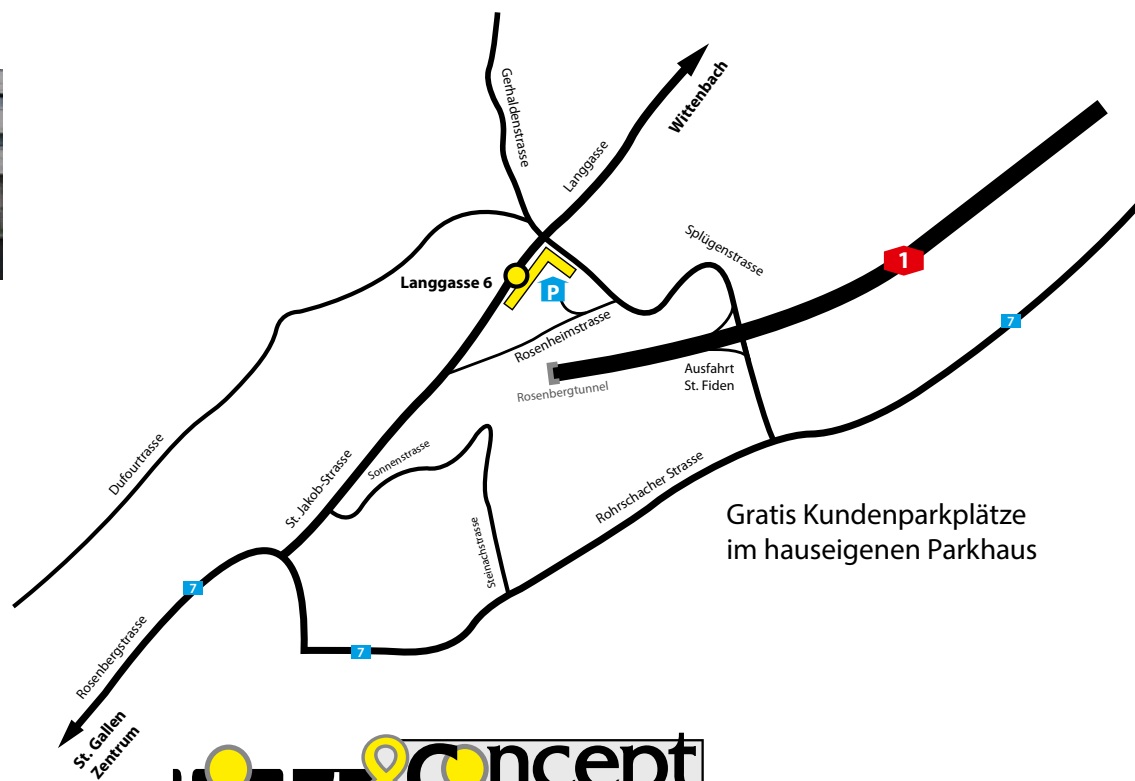 Gerhaldenstrasse
Wittenbach
Langgasse
Splügenstrasse
1
Langgasse 6
P
7
Rosenheimstrasse
Ausfahrt
St. Fiden
Rosenbergtunnel
Dufourtrasse
Sonnenstrasse
St. Jakob-Strasse
Rohrschacher Strasse
Steinachstrasse
Gratis Kundenparkplätze
im hauseigenen Parkhaus
7
Rosenbergstrasse
7
St. Gallen
Zentrum
Concept